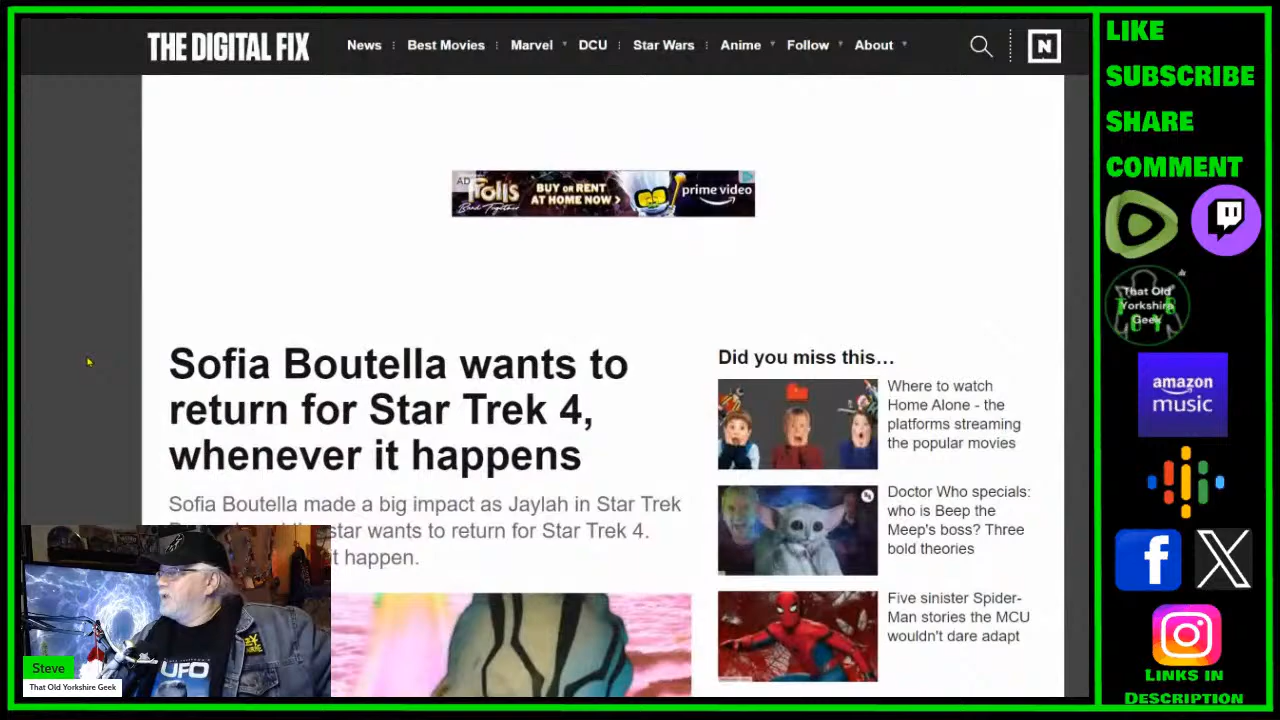 THE DIGITAL FIX
News
Best Movies
Marvel
DCU
Star Wars
Anime
Follow
About
N
AD
Trolls
Band Together
BUY OR RENT
AT HOME NOW >
prime video
Sofia Boutella wants to
return for Star Trek 4,
whenever it happens
Sofia Boutella made a big impact as Jaylah in Star Trek
star wants to return for Star Trek 4.
it happen.
Did you miss this…
Where to watch
Home Alone - the
platforms streaming
the popular movies
Doctor Who specials:
who is Beep the
Meep's boss? Three
bold theories
Five sinister Spider-
Man stories the MCU
wouldn't dare adapt
UFO
Steve
That Old Yorkshire Geek
LIKE
SUBSCRIBE
SHARE
COMMENT
That Old
Yorkshire
Geek
amazon
music
f
X
LINKS IN
DESCRIPTION